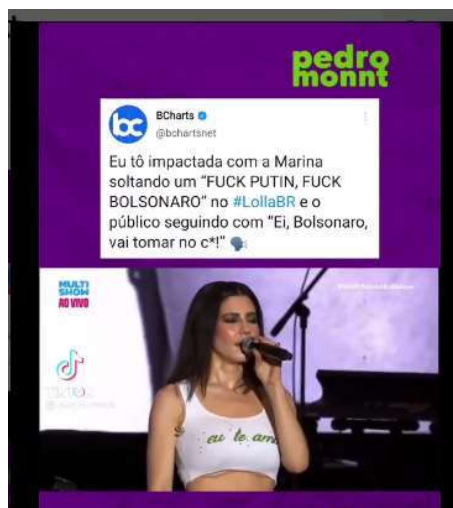 pedro
monnt
BCharts
@bchartsnet
Eu tô impactada com a Marina
soltando um “FUCK PUTIN, FUCK
BOLSONARO” no #LollaBR e o
público seguindo com “Ei, Bolsonaro,
vai tomar no c*!” 🗣️
MULTI
SHOW
AO VIVO
TIKTOK
eu te am